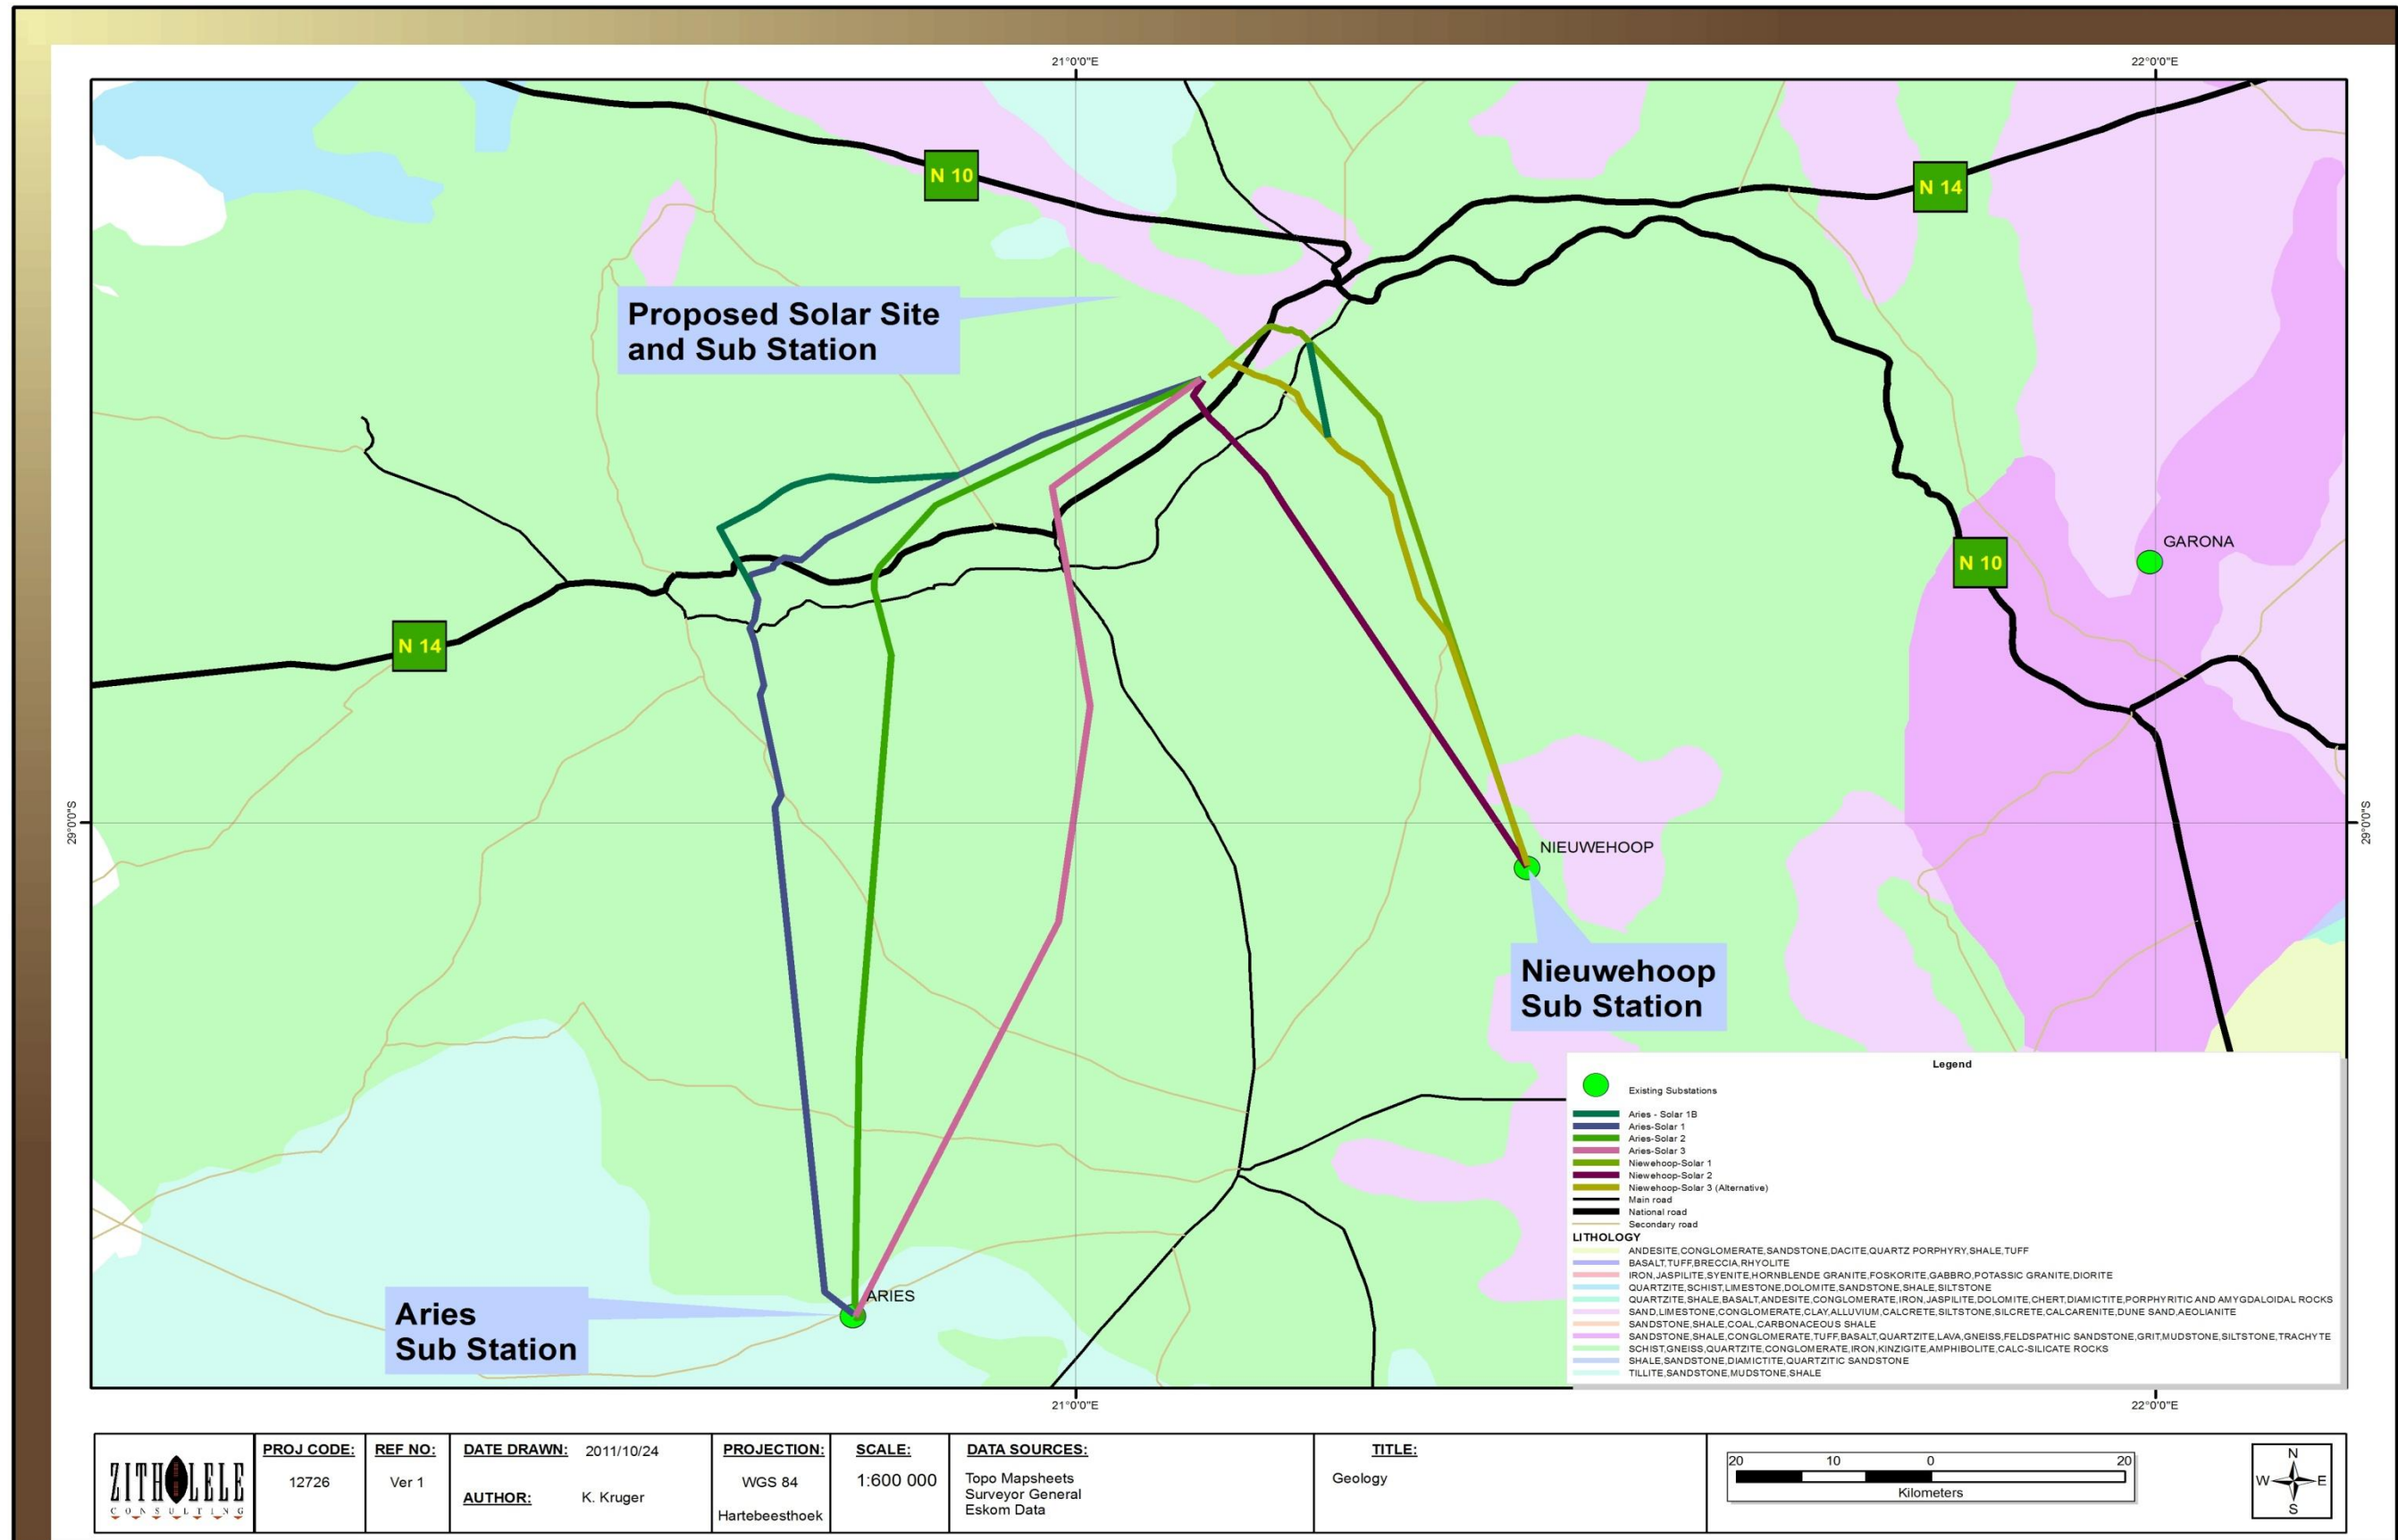 21°0'0"E
22°0'0"E
N 10
N 14
Proposed Solar Site
and Sub Station
GARONA
N 10
N 14
29°0'0"S
29°0'0"S
NIEUWEHOOP
Nieuwehoop
Sub Station
ARIES
Aries
Sub Station
Legend
Existing Substations
Aries - Solar 1B
Aries-Solar 1
Aries-Solar 2
Aries-Solar 3
Niewehoop-Solar 1
Niewehoop-Solar 2
Niewehoop-Solar 3 (Alternative)
Main road
National road
Secondary road
LITHOLOGY
ANDESITE,CONGLOMERATE,SANDSTONE,DACITE,QUARTZ PORPHYRY,SHALE,TUFF
BASALT,TUFF,BRECCIA,RHYOLITE
IRON,JASPILITE,SYENITE,HORNBLENDE GRANITE,FOSKORITE,GABBRO,POTASSIC GRANITE,DIORITE
QUARTZITE,SCHIST,LIMESTONE,DOLOMITE,SANDSTONE,SHALE,SILTSTONE
QUARTZITE,SHALE,BASALT,ANDESITE,CONGLOMERATE,IRON,JASPILITE,DOLOMITE,CHERT,DIAMICTITE,PORPHYRITIC AND AMYGDALOIDAL ROCKS
SAND,LIMESTONE,CONGLOMERATE,CLAY,ALLUVIUM,CALCRETE,SILTSTONE,SILCRETE,CALCARENITE,DUNE SAND,AEOLIANITE
SANDSTONE,SHALE,COAL,CARBONACEOUS SHALE
SANDSTONE,SHALE,CONGLOMERATE,TUFF,BASALT,QUARTZITE,LAVA,GNEISS,FELDSPATHIC SANDSTONE,GRIT,MUDSTONE,SILTSTONE,TRACHYTE
SCHIST,GNEISS,QUARTZITE,CONGLOMERATE,IRON,KINZIGITE,AMPHIBOLITE,CALC-SILICATE ROCKS
SHALE,SANDSTONE,DIAMICTITE,QUARTZITIC SANDSTONE
TILLITE,SANDSTONE,MUDSTONE,SHALE
21°0'0"E
22°0'0"E
ZITHOLELE
CONSULTING
PROJ CODE:
12726
REF NO:
Ver 1
DATE DRAWN: 2011/10/24
AUTHOR: K. Kruger
PROJECTION:
WGS 84
Hartebeesthoek
SCALE:
1:600 000
DATA SOURCES:
Topo Mapsheets
Surveyor General
Eskom Data
TITLE:
Geology
20 10 0 20
Kilometers
N
W E
S